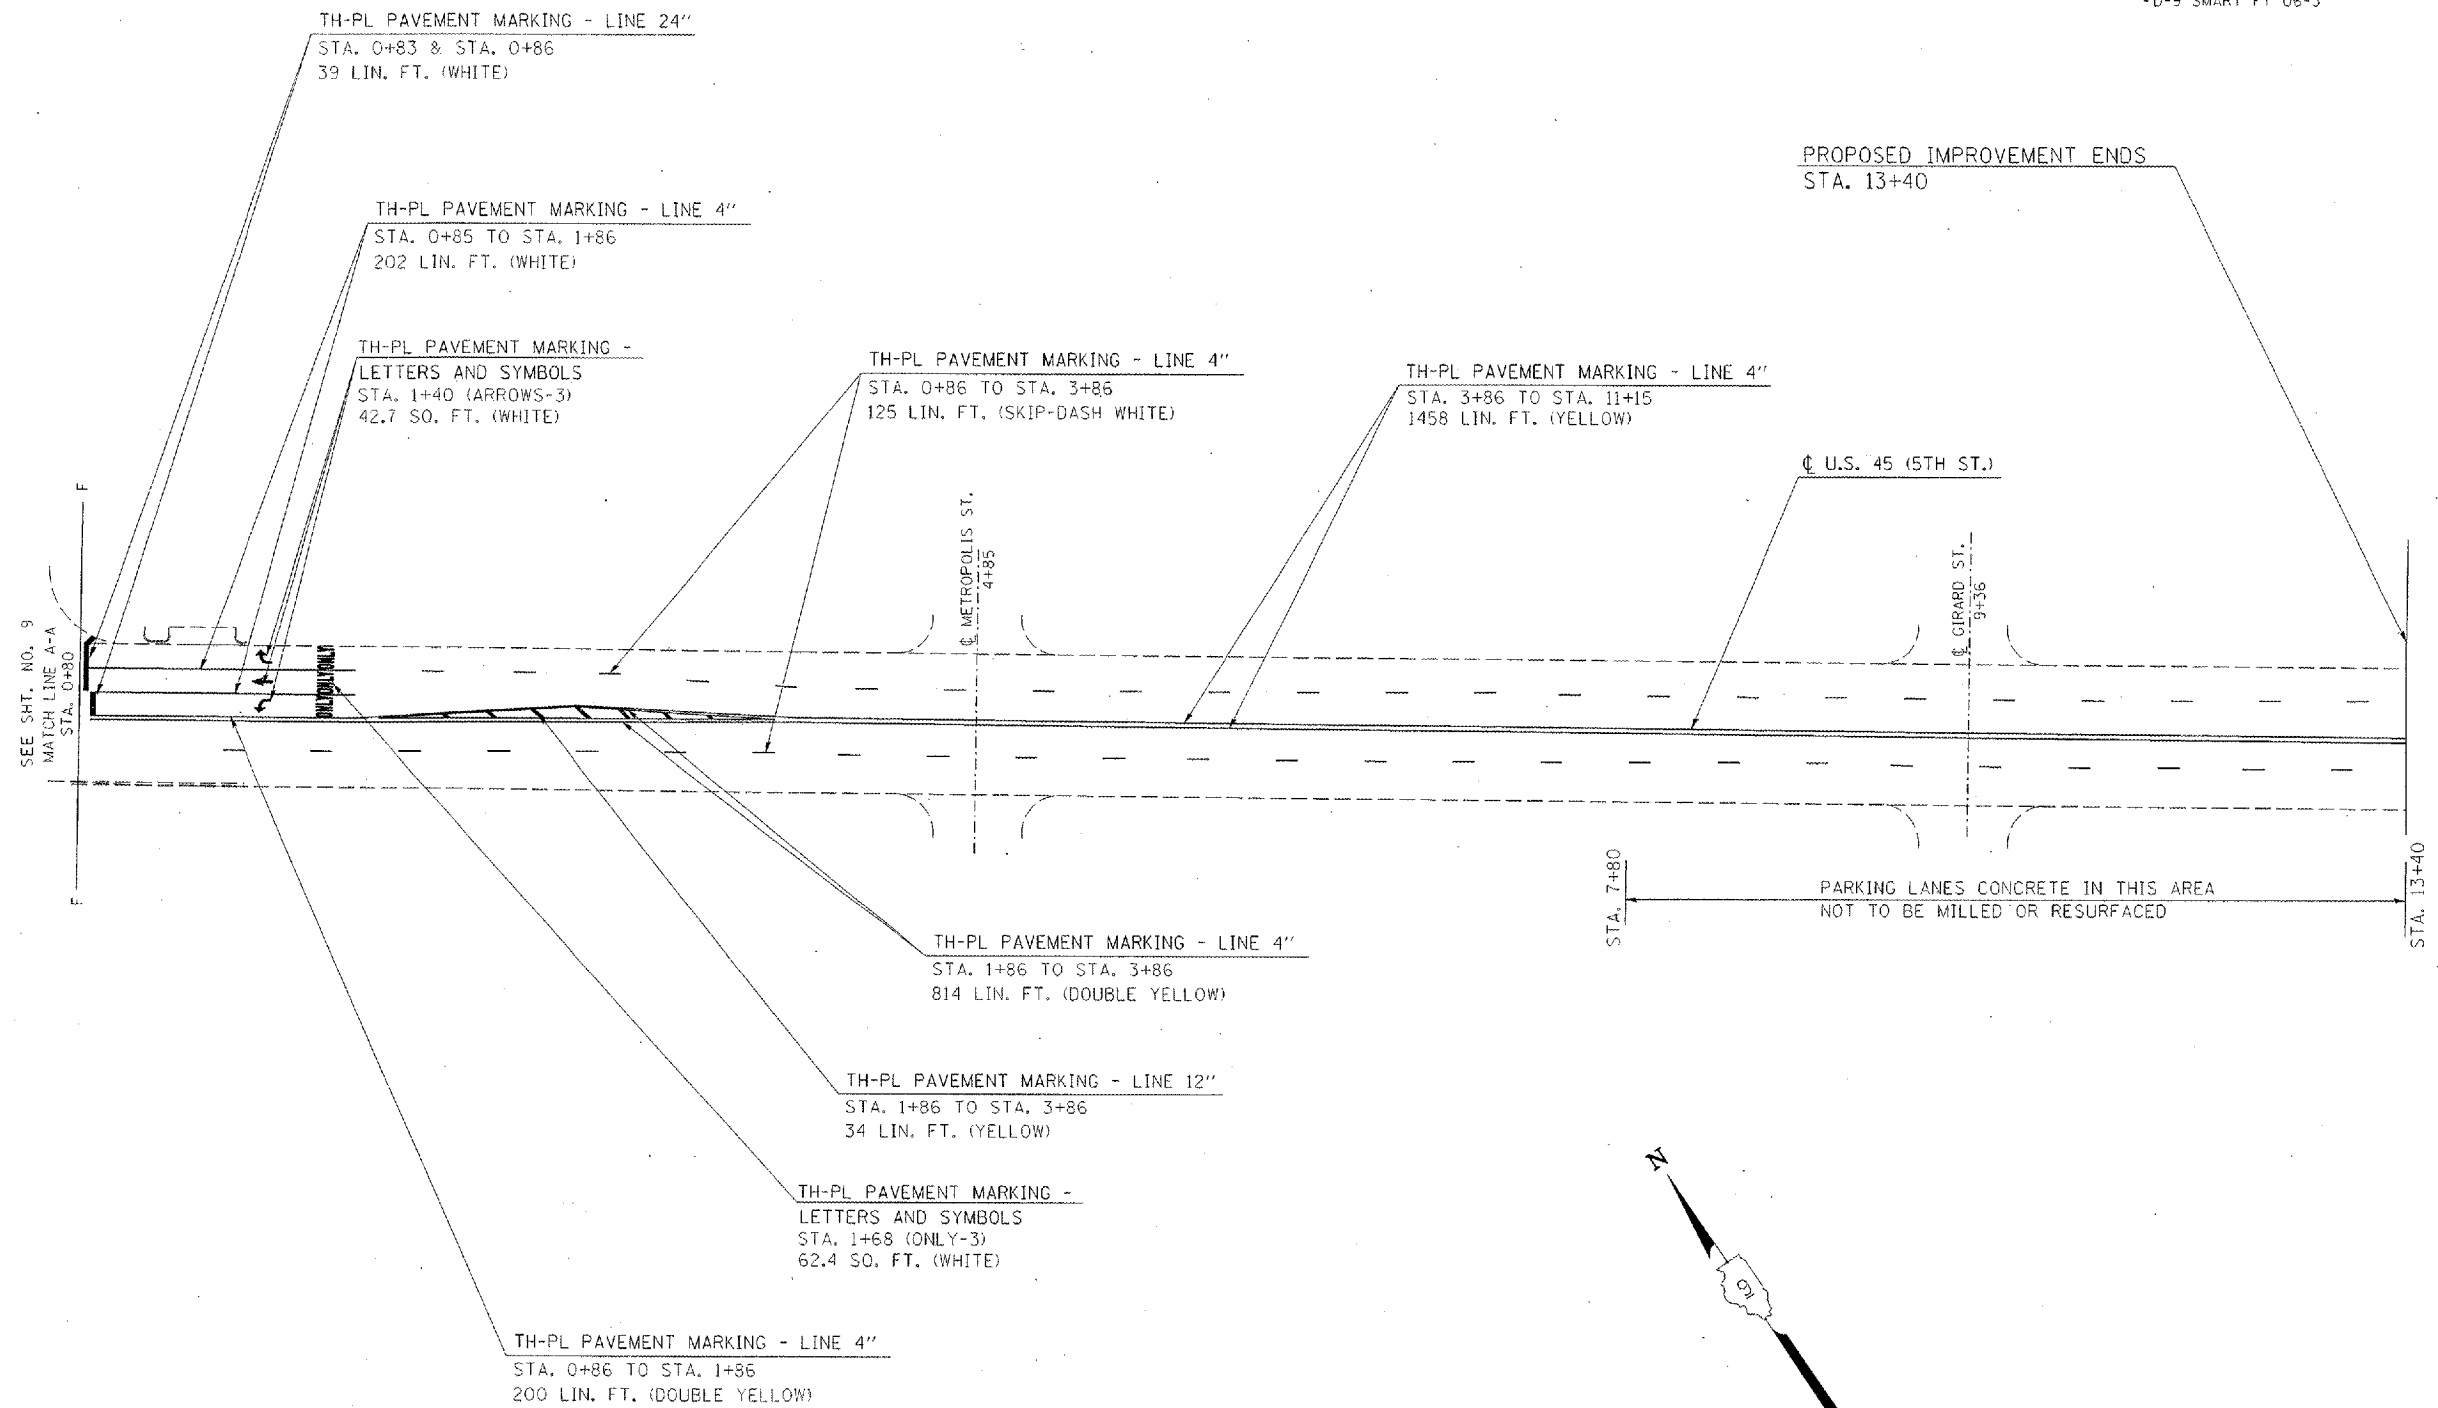 -D-9 SMART FY 06-3
TH-PL PAVEMENT MARKING - LINE 24"
STA. 0+83 & STA. 0+86
39 LIN. FT. (WHITE)
PROPOSED IMPROVEMENT ENDS
STA. 13+40
TH-PL PAVEMENT MARKING - LINE 4"
STA. 0+85 TO STA. 1+86
202 LIN. FT. (WHITE)
TH-PL PAVEMENT MARKING -
LETTERS AND SYMBOLS
STA. 1+40 (ARROWS-3)
42.7 SQ. FT. (WHITE)
TH-PL PAVEMENT MARKING - LINE 4"
STA. 0+86 TO STA. 3+86
125 LIN. FT. (SKIP-DASH WHITE)
TH-PL PAVEMENT MARKING - LINE 4"
STA. 3+86 TO STA. 11+15
1458 LIN. FT. (YELLOW)
℄ U.S. 45 (5TH ST.)
F
SEE SHT. NO. 9
MATCH LINE A-A
STA. 0+80
F
ONLY ONLY ONLY
℄ METROPOLIS ST.
4+85
℄ GIRARD ST.
9+36
STA. 7+80
PARKING LANES CONCRETE IN THIS AREA
NOT TO BE MILLED OR RESURFACED
STA. 13+40
TH-PL PAVEMENT MARKING - LINE 4"
STA. 1+86 TO STA. 3+86
814 LIN. FT. (DOUBLE YELLOW)
TH-PL PAVEMENT MARKING - LINE 12"
STA. 1+86 TO STA. 3+86
34 LIN. FT. (YELLOW)
TH-PL PAVEMENT MARKING -
LETTERS AND SYMBOLS
STA. 1+68 (ONLY-3)
62.4 SQ. FT. (WHITE)
TH-PL PAVEMENT MARKING - LINE 4"
STA. 0+86 TO STA. 1+86
200 LIN. FT. (DOUBLE YELLOW)
N